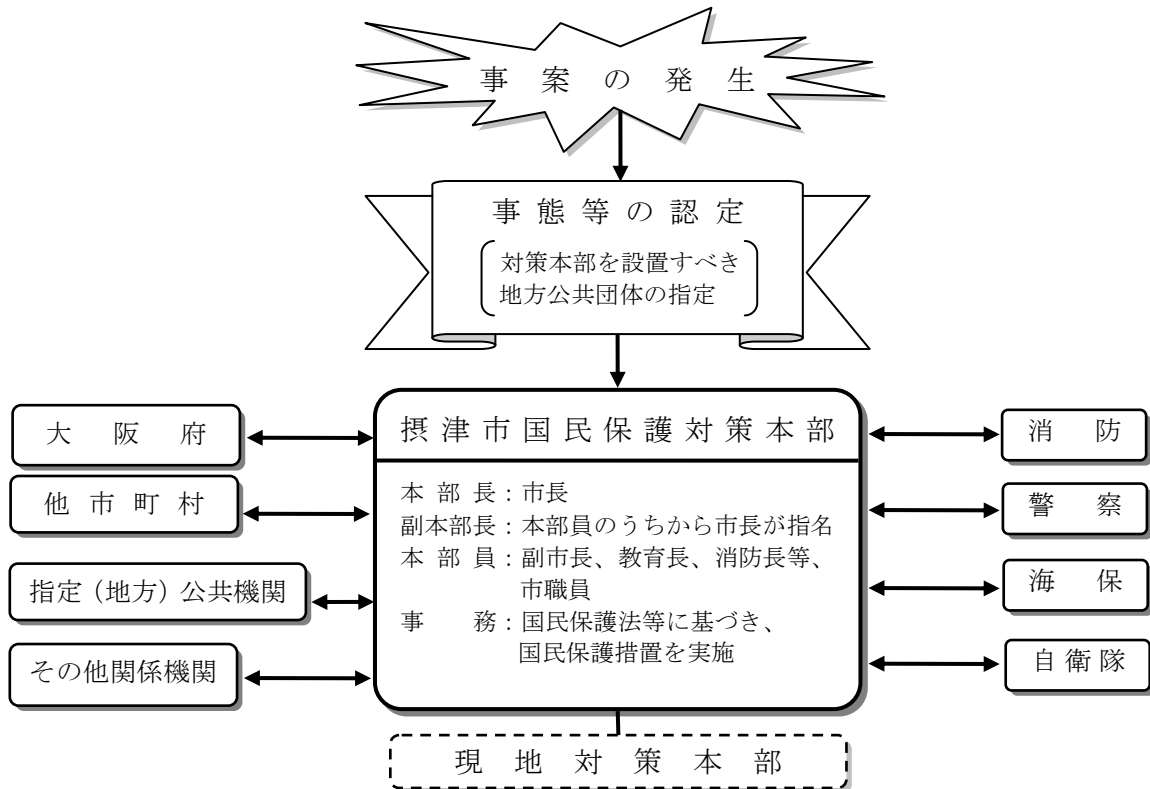 事案の発生
事態等の認定
対策本部を設置すべき
地方公共団体の指定
摂津市国民保護対策本部
本部長：市長
副本部長：本部員のうちから市長が指名
本部員：副市長、教育長、消防長等、
市職員
事務：国民保護法等に基づき、
国民保護措置を実施
大阪府
他市町村
指定（地方）公共機関
その他関係機関
消防
警察
海保
自衛隊
現地対策本部